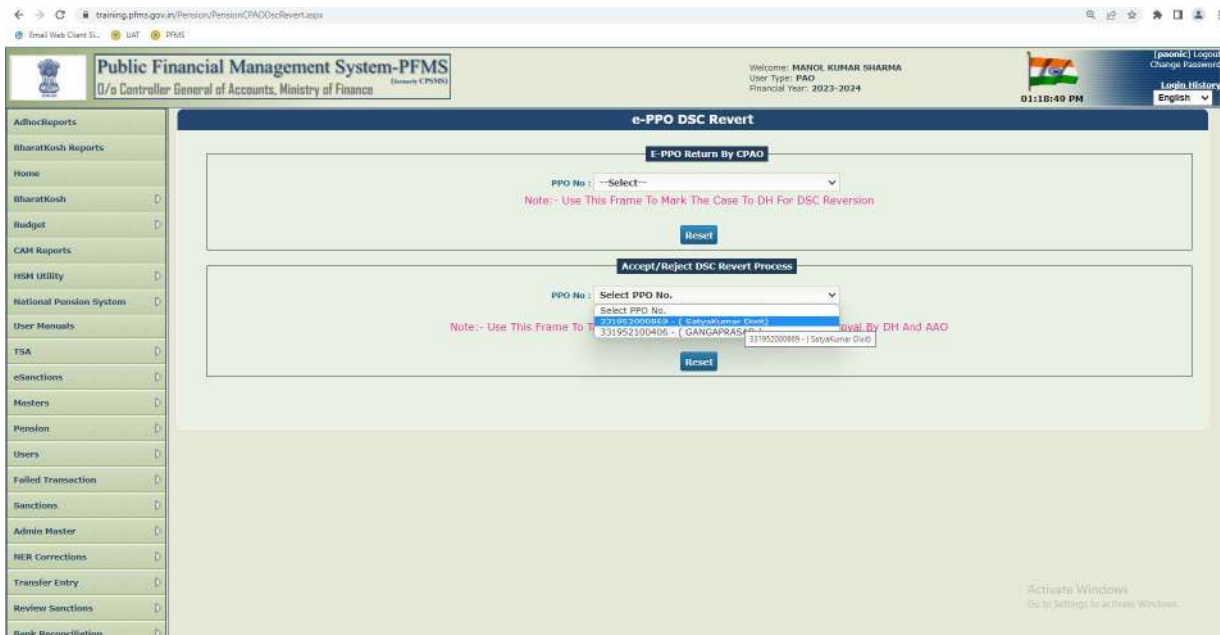 training.pfms.gov.in/Pension/PensionCPAODscRevert.aspx
Email Web Client Si...
UAT
PFMS
Public Financial Management System-PFMS
(formerly CPSMS)
O/o Controller General of Accounts, Ministry of Finance
Welcome: MANOL KUMAR SHARMA
User Type: PAO
Financial Year: 2023-2024
01:18:49 PM
[paonic] Logout
Change Password
Login History
English
AdhocReports
BharatKosh Reports
Home
BharatKosh
Budget
CAM Reports
HSM Utility
National Pension System
User Manuals
TSA
eSanctions
Masters
Pension
Users
Failed Transaction
Sanctions
Admin Master
NER Corrections
Transfer Entry
Review Sanctions
Bank Reconciliation
e-PPO DSC Revert
E-PPO Return By CPAO
PPO No : --Select--
Note:- Use This Frame To Mark The Case To DH For DSC Reversion
Reset
Accept/Reject DSC Revert Process
PPO No : Select PPO No.
Select PPO No.
331952000869 - ( SatyaKumar Dixit)
331952100406 - ( GANGAPRASAD )
331952000869 - ( SatyaKumar Dixit)
Note:- Use This Frame To
By DH And AAO
Reset
Activate Windows
Go to Settings to activate Windows.